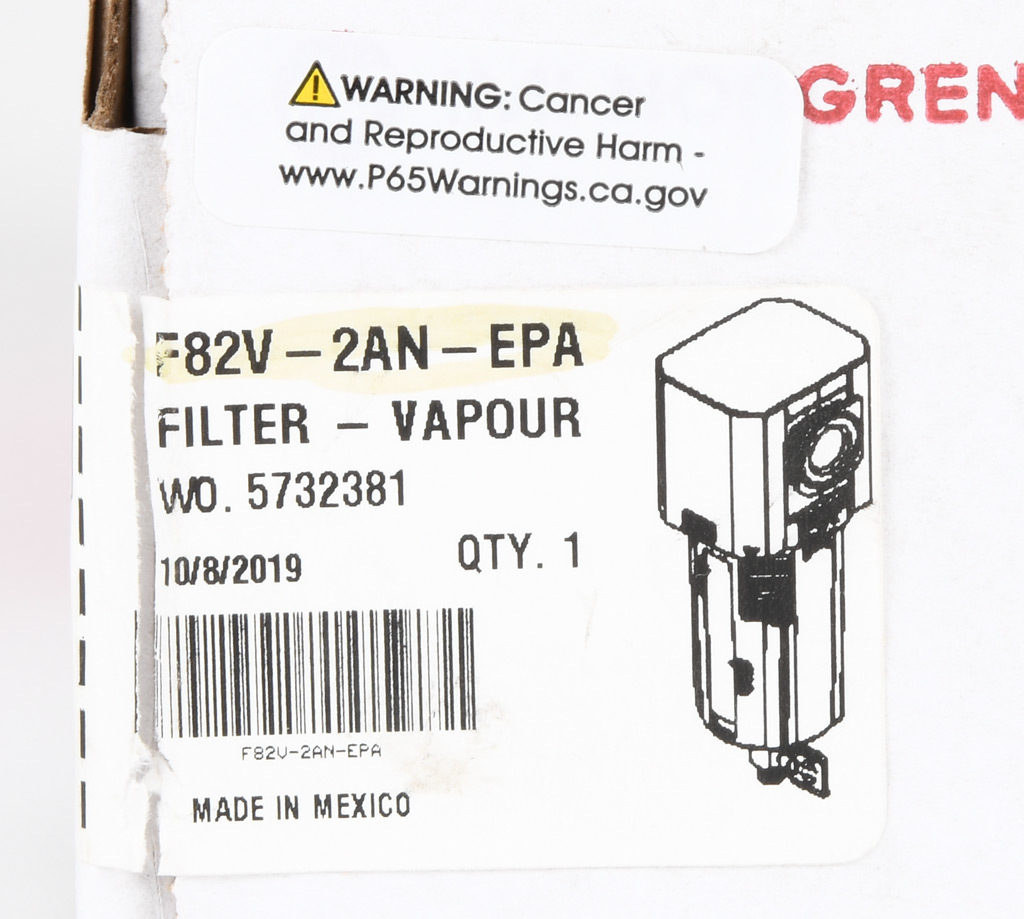 GREN
WARNING: Cancer
and Reproductive Harm -
www.P65Warnings.ca.gov
F82V-2AN-EPA
FILTER - VAPOUR
WO. 5732381
10/8/2019
QTY. 1
F82V-2AN-EPA
MADE IN MEXICO